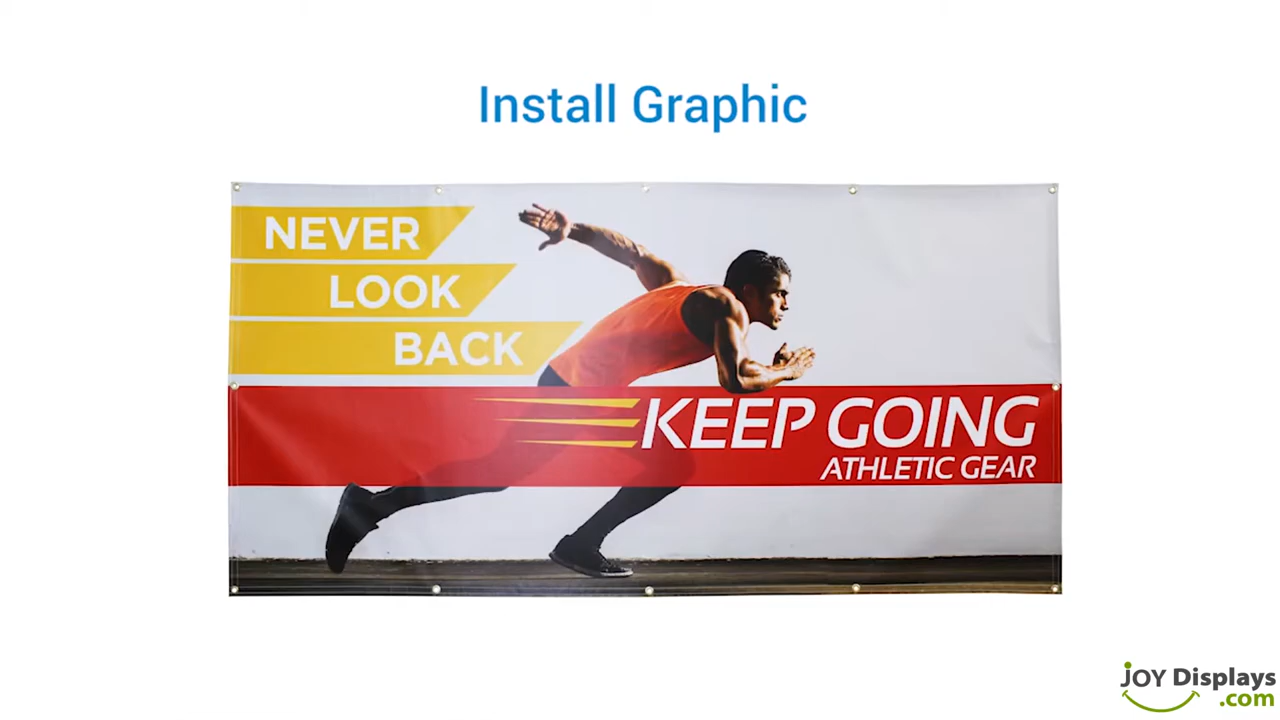 Install Graphic
NEVER
LOOK
BACK
KEEP GOING
ATHLETIC GEAR
JOY Displays
.com